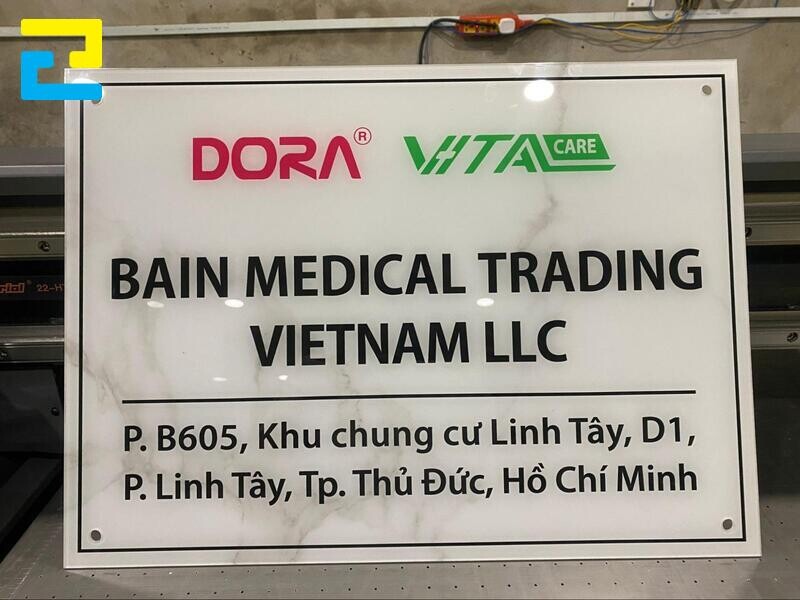 DORA®
VITA CARE
BAIN MEDICAL TRADING
VIETNAM LLC
P. B605, Khu chung cư Linh Tây, D1,
P. Linh Tây, Tp. Thủ Đức, Hồ Chí Minh